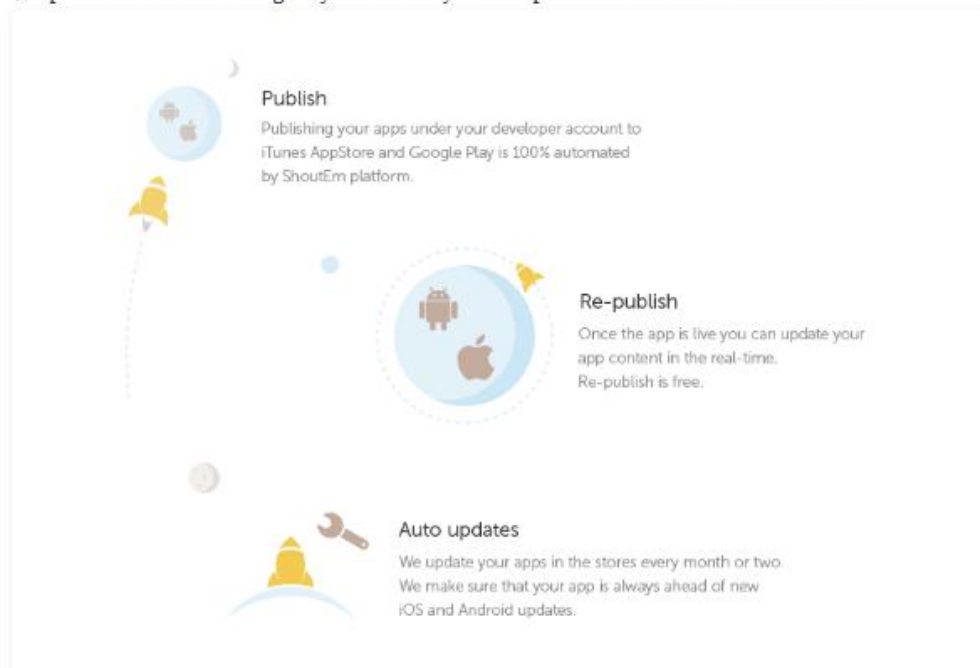 Publish
Publishing your apps under your developer account to
iTunes AppStore and Google Play is 100% automated
by ShoutEm platform.
Re-publish
Once the app is live you can update your
app content in the real-time.
Re-publish is free.
Auto updates
We update your apps in the stores every month or two.
We make sure that your app is always ahead of new
iOS and Android updates.